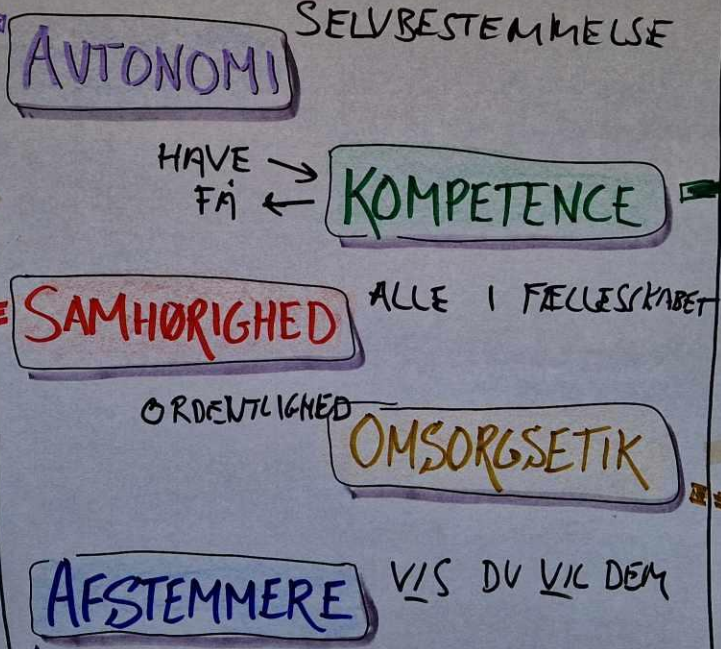 SELVBESTEMMELSE
AUTONOMI
HAVE →
FÅ ←
KOMPETENCE
SAMHØRIGHED
ALLE I FÆLLESSKABET
ORDENTLIGHED
OMSORGSETIK
AFSTEMMERE
VIS DU VIL DEM